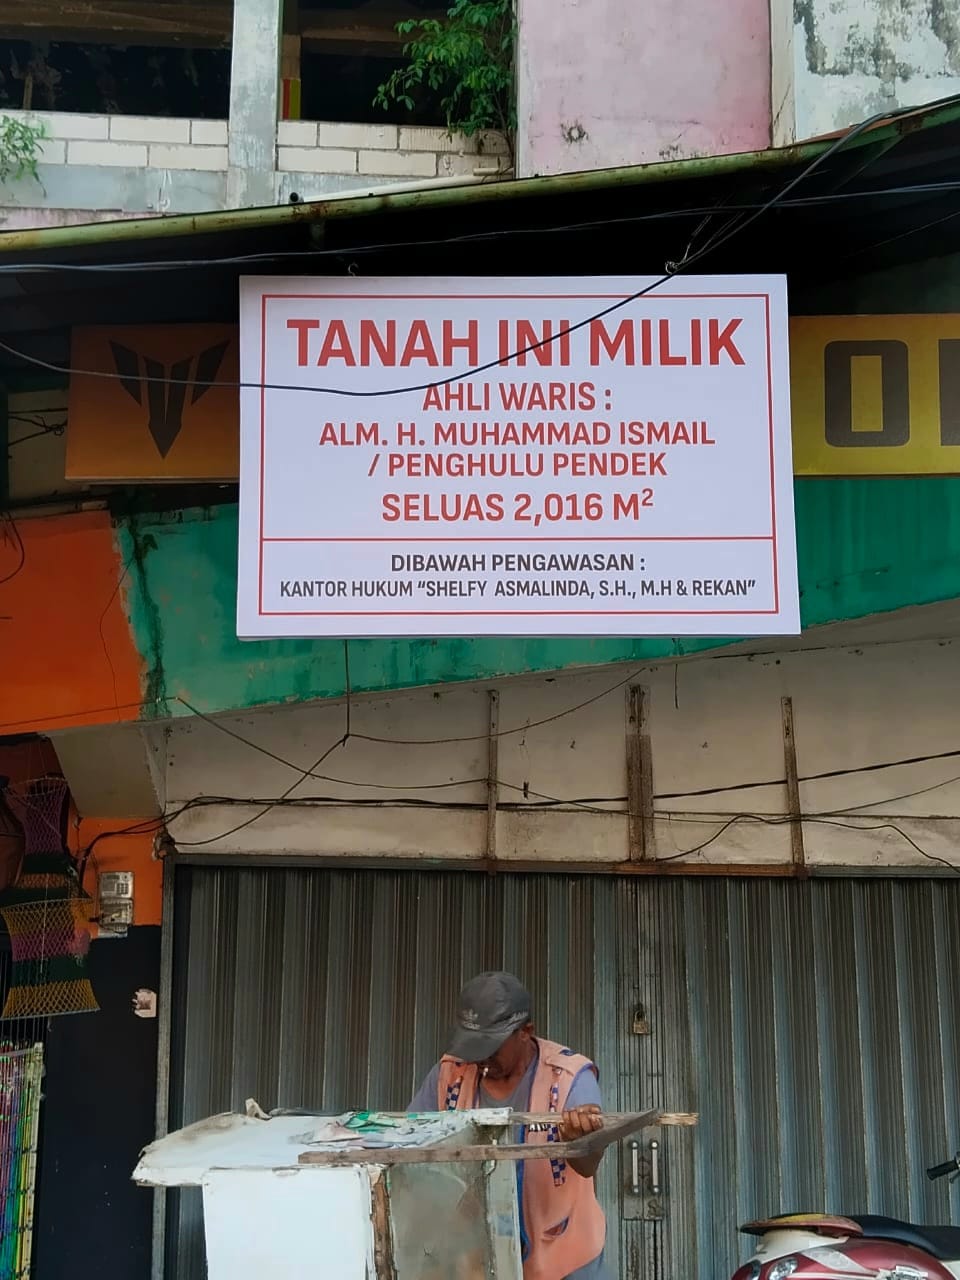 TANAH INI MILIK
AHLI WARIS :
ALM. H. MUHAMMAD ISMAIL
/ PENGHULU PENDEK
SELUAS 2,016 M²
DIBAWAH PENGAWASAN :
KANTOR HUKUM “SHELFY ASMALINDA, S.H., M.H & REKAN”